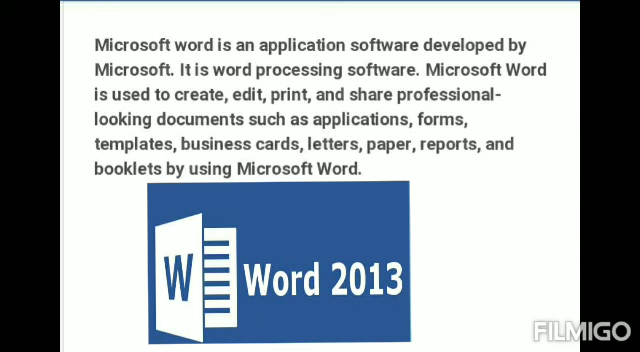 Microsoft word is an application software developed by
Microsoft. It is word processing software. Microsoft Word
is used to create, edit, print, and share professional-
looking documents such as applications, forms,
templates, business cards, letters, paper, reports, and
booklets by using Microsoft Word.
W
Word 2013
FILMIGO